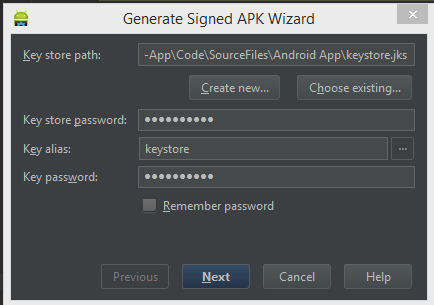 Generate Signed APK Wizard
Key store path: -App\Code\SourceFiles\Android App\keystore.jks
Create new... Choose existing...
Key store password: ••••••••••
Key alias: keystore ...
Key password: ••••••••••
Remember password
Previous Next Cancel Help